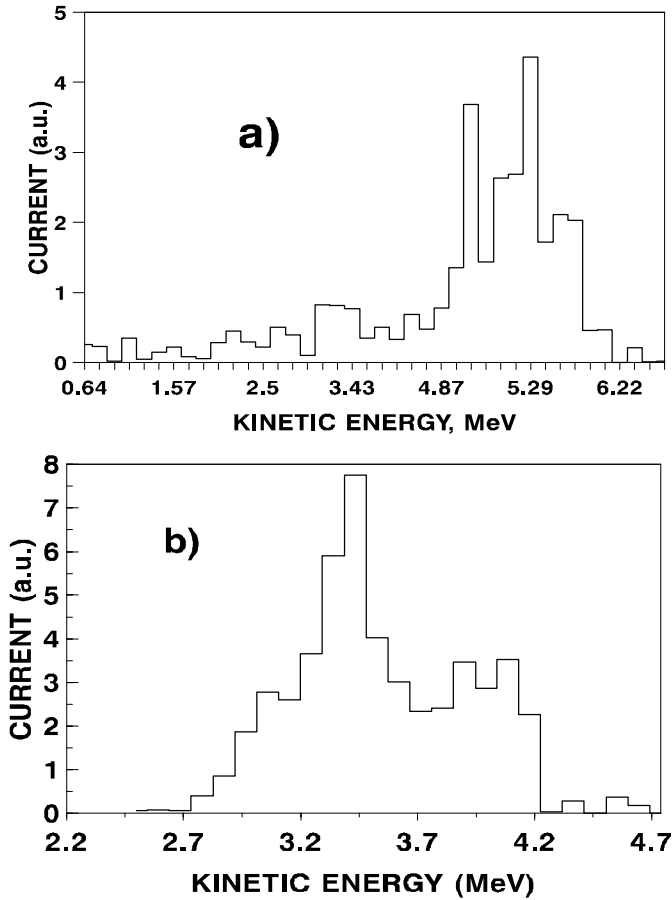 5
4
3
2
1
0
CURRENT (a.u.)
a)
0.64 1.57 2.5 3.43 4.87 5.29 6.22
KINETIC ENERGY, MeV
8
7
6
5
4
3
2
1
0
CURRENT (a.u.)
b)
2.2 2.7 3.2 3.7 4.2 4.7
KINETIC ENERGY (MeV)